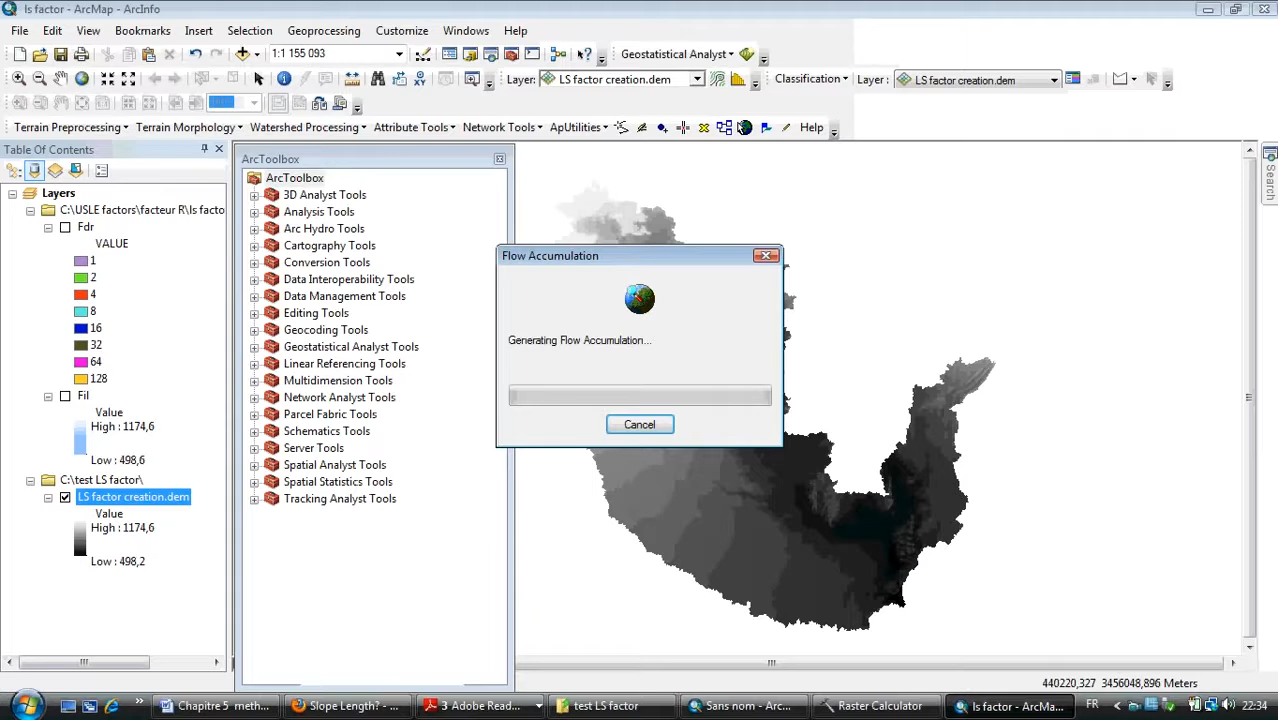 ls factor - ArcMap - ArcInfo
File Edit View Bookmarks Insert Selection Geoprocessing Customize Windows Help
1:1 155 093 Geostatistical Analyst
Layer: LS factor creation.dem Classification Layer : LS factor creation.dem
Terrain Preprocessing Terrain Morphology Watershed Processing Attribute Tools Network Tools ApUtilities Help
Table Of Contents
Layers
C:\USLE factors\facteur R\ls facto
Fdr
VALUE
1
2
4
8
16
32
64
128
Fil
Value
High : 1174,6
Low : 498,6
C:\test LS factor\
LS factor creation.dem
Value
High : 1174,6
Low : 498,2
ArcToolbox
ArcToolbox
3D Analyst Tools
Analysis Tools
Arc Hydro Tools
Cartography Tools
Conversion Tools
Data Interoperability Tools
Data Management Tools
Editing Tools
Geocoding Tools
Geostatistical Analyst Tools
Linear Referencing Tools
Multidimension Tools
Network Analyst Tools
Parcel Fabric Tools
Schematics Tools
Server Tools
Spatial Analyst Tools
Spatial Statistics Tools
Tracking Analyst Tools
Flow Accumulation
Generating Flow Accumulation...
Cancel
Search
440220,327 3456048,896 Meters
Chapitre 5 meth... Slope Length? - ... 3 Adobe Read... test LS factor Sans nom - Arc... Raster Calculator ls factor - ArcM... FR 22:34